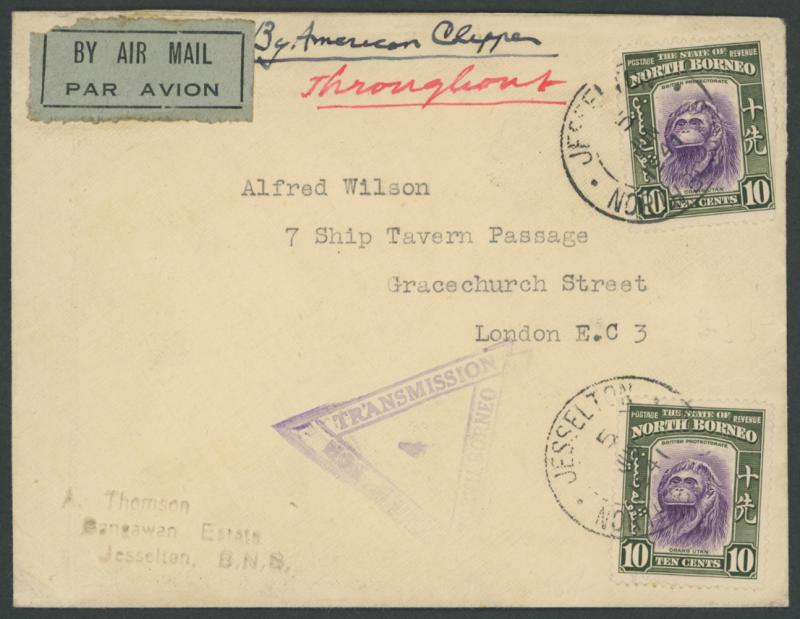 BY AIR MAIL
PAR AVION
By American Clipper
Throughout
POSTAGE THE STATE OF REVENUE
NORTH BORNEO
BRITISH PROTECTORATE
十先
ORANG UTAN
10 TEN CENTS 10
JESSELTON
Alfred Wilson
7 Ship Tavern Passage
Gracechurch Street
London E.C 3
TRANSMISSION
BORNEO
4
JESSELTON
41
POSTAGE THE STATE OF REVENUE
NORTH BORNEO
BRITISH PROTECTORATE
十先
ORANG UTAN
10 TEN CENTS 10
A. Thomson
Bangawan Estate
Jesselton, B.N.B.